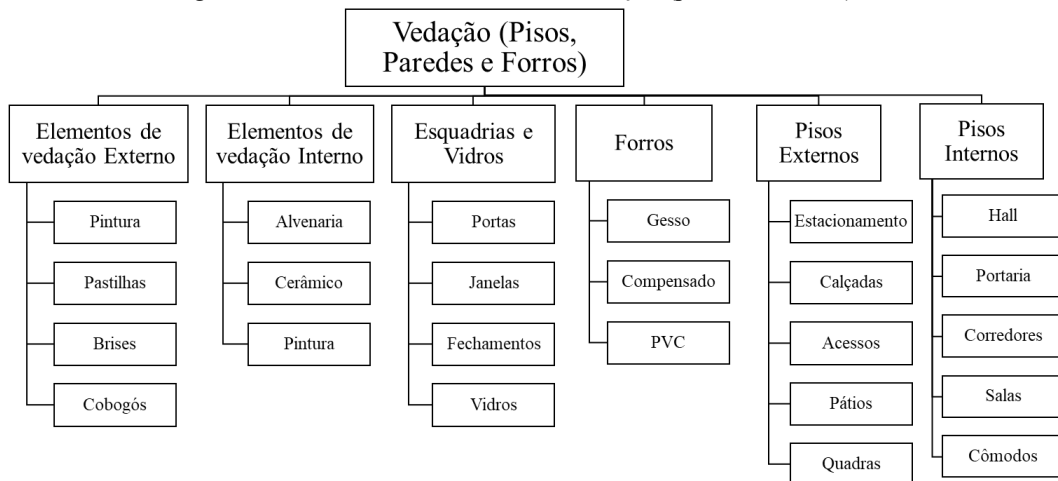 Vedação (Pisos,
Paredes e Forros)
Elementos de
vedação Externo
Pintura
Pastilhas
Brises
Cobogós
Elementos de
vedação Interno
Alvenaria
Cerâmico
Pintura
Esquadrias e
Vidros
Portas
Janelas
Fechamentos
Vidros
Forros
Gesso
Compensado
PVC
Pisos
Externos
Estacionamento
Calçadas
Acessos
Pátios
Quadras
Pisos
Internos
Hall
Portaria
Corredores
Salas
Cômodos